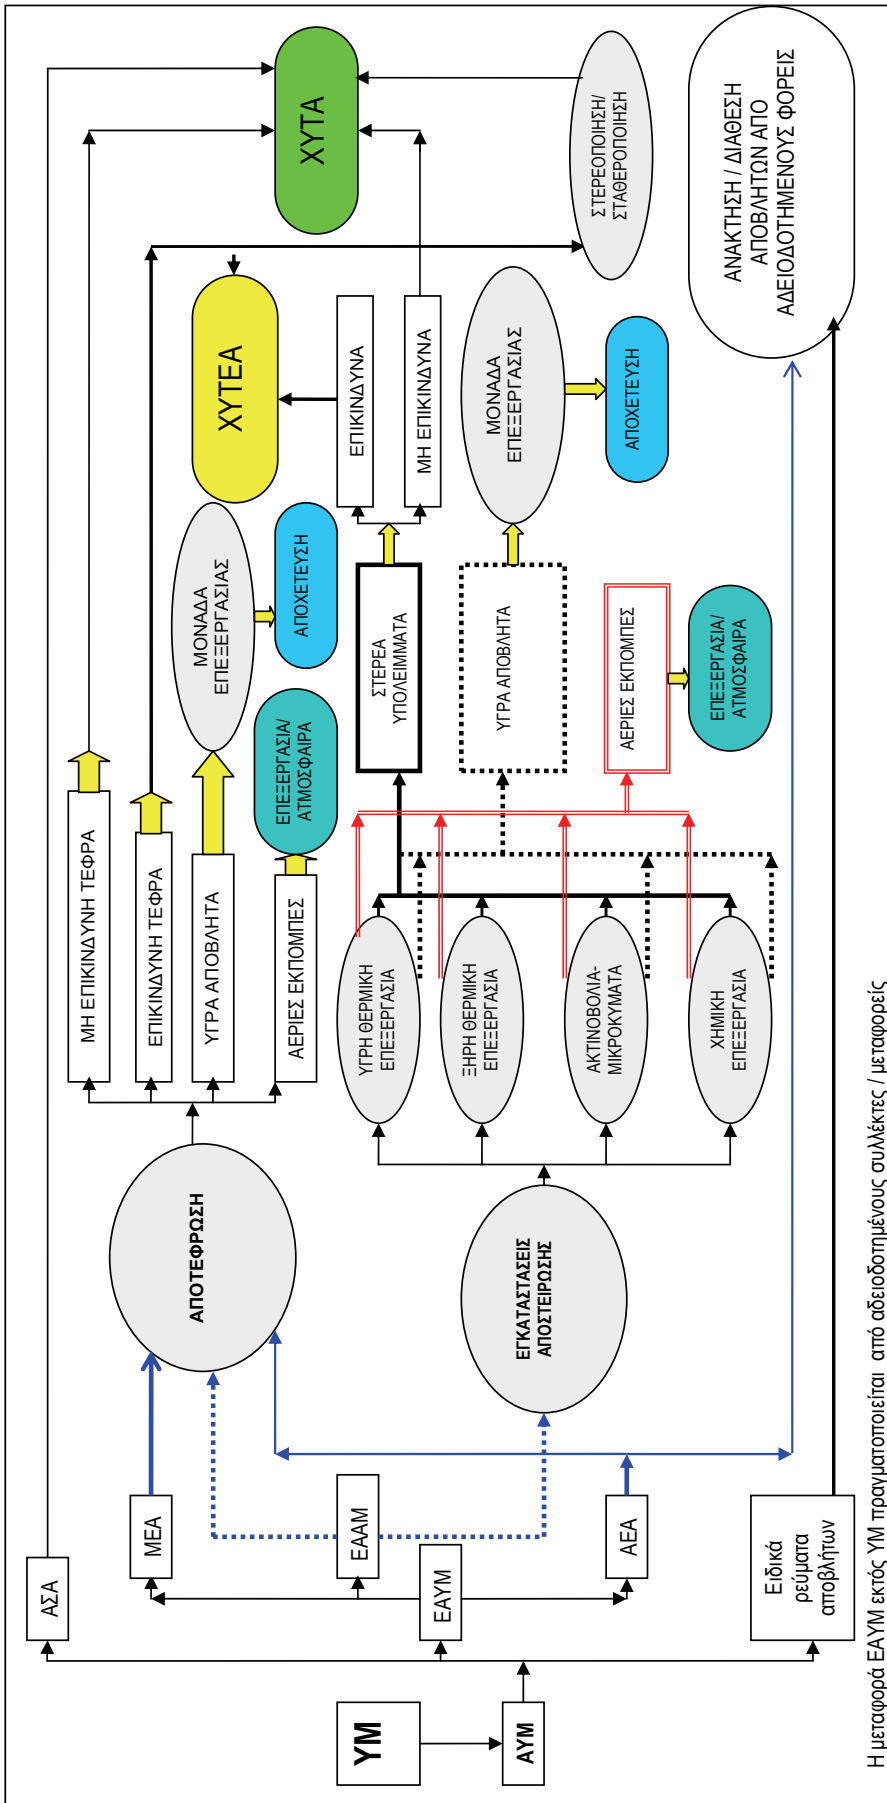 ΥΜ
ΑΥΜ
ΑΣΑ
ΕΑΥΜ
Ειδικά
ρεύματα
αποβλήτων
ΜΕΑ
ΕΑΑΜ
ΑΕΑ
ΑΠΟΤΕΦΡΩΣΗ
ΕΓΚΑΤΑΣΤΑΣΕΙΣ
ΑΠΟΣΤΕΙΡΩΣΗΣ
ΜΗ ΕΠΙΚΙΝΔΥΝΗ ΤΕΦΡΑ
ΕΠΙΚΙΝΔΥΝΗ ΤΕΦΡΑ
ΥΓΡΑ ΑΠΟΒΛΗΤΑ
ΑΕΡΙΕΣ ΕΚΠΟΜΠΕΣ
ΥΓΡΗ ΘΕΡΜΙΚΗ
ΕΠΕΞΕΡΓΑΣΙΑ
ΞΗΡΗ ΘΕΡΜΙΚΗ
ΕΠΕΞΕΡΓΑΣΙΑ
ΑΚΤΙΝΟΒΟΛΙΑ-
ΜΙΚΡΟΚΥΜΑΤΑ
ΧΗΜΙΚΗ
ΕΠΕΞΕΡΓΑΣΙΑ
ΜΟΝΑΔΑ
ΕΠΕΞΕΡΓΑΣΙΑΣ
ΑΠΟΧΕΤΕΥΣΗ
ΕΠΕΞΕΡΓΑΣΙΑ/
ΑΤΜΟΣΦΑΙΡΑ
ΣΤΕΡΕΑ
ΥΠΟΛΕΙΜΜΑΤΑ
ΥΓΡΑ ΑΠΟΒΛΗΤΑ
ΑΕΡΙΕΣ ΕΚΠΟΜΠΕΣ
ΕΠΕΞΕΡΓΑΣΙΑ/
ΑΤΜΟΣΦΑΙΡΑ
ΧΥΤΕΑ
ΕΠΙΚΙΝΔΥΝΑ
ΜΗ ΕΠΙΚΙΝΔΥΝΑ
ΜΟΝΑΔΑ
ΕΠΕΞΕΡΓΑΣΙΑΣ
ΑΠΟΧΕΤΕΥΣΗ
ΧΥΤΑ
ΣΤΕΡΕΟΠΟΙΗΣΗ/
ΣΤΑΘΕΡΟΠΟΙΗΣΗ
ΑΝΑΚΤΗΣΗ / ΔΙΑΘΕΣΗ
ΑΠΟΒΛΗΤΩΝ ΑΠΟ
ΑΔΕΙΟΔΟΤΗΜΕΝΟΥΣ ΦΟΡΕΙΣ
Η μεταφορά ΕΑΥΜ εκτός ΥΜ πραγματοποιείται από αδειοδοτημένους συλλέκτες / μεταφορείς